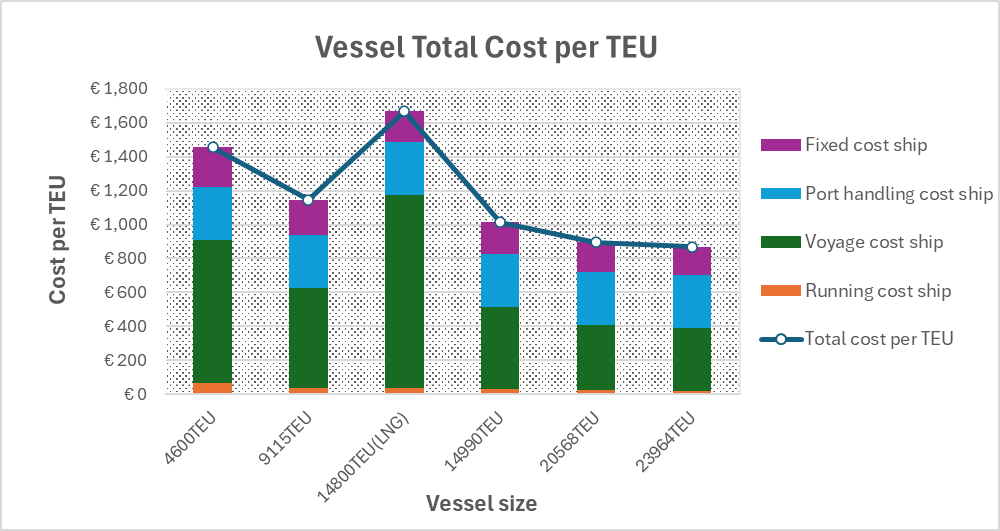 Vessel Total Cost per TEU
€ 1,800
€ 1,600
€ 1,400
€ 1,200
€ 1,000
€ 800
€ 600
€ 400
€ 200
€ 0
Cost per TEU
4600TEU
9115TEU
14800TEU(LNG)
14990TEU
20568TEU
23964TEU
Vessel size
Fixed cost ship
Port handling cost ship
Voyage cost ship
Running cost ship
Total cost per TEU